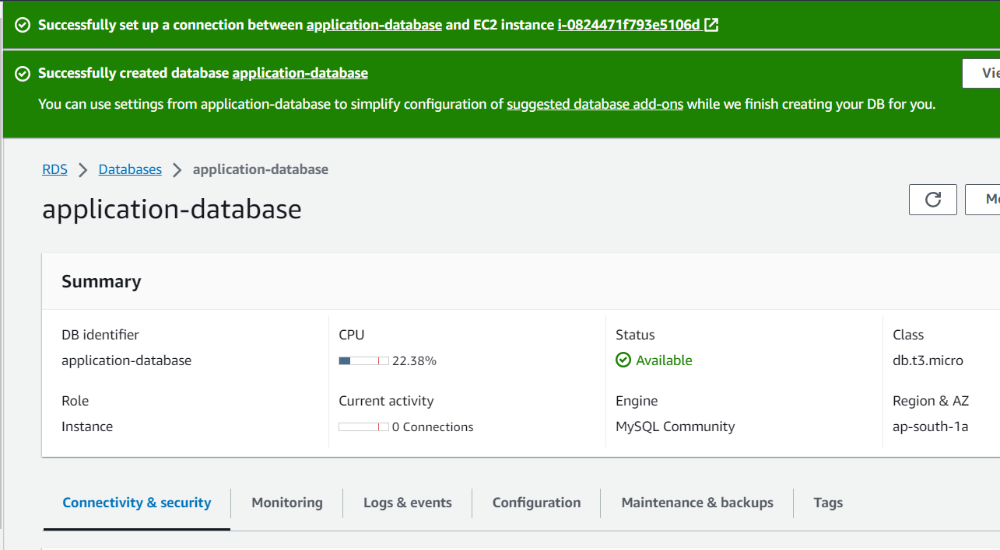 Successfully set up a connection between application-database and EC2 instance i-0824471f793e5106d
Successfully created database application-database
You can use settings from application-database to simplify configuration of suggested database add-ons while we finish creating your DB for you.
RDS > Databases > application-database
application-database
Summary
DB identifier
application-database
CPU
22.38%
Status
Available
Class
db.t3.micro
Role
Instance
Current activity
0 Connections
Engine
MySQL Community
Region & AZ
ap-south-1a
Connectivity & security
Monitoring
Logs & events
Configuration
Maintenance & backups
Tags